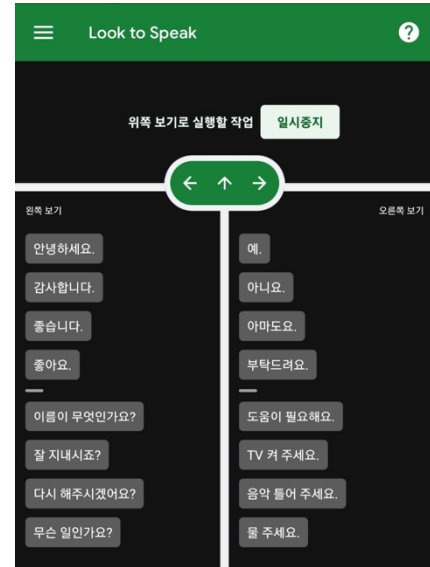 Look to Speak
위쪽 보기로 실행할 작업 일시중지
왼쪽 보기
안녕하세요.
감사합니다.
좋습니다.
좋아요.
이름이 무엇인가요?
잘 지내시죠?
다시 해주시겠어요?
무슨 일인가요?
오른쪽 보기
예.
아니요.
아마도요.
부탁드려요.
도움이 필요해요.
TV 켜 주세요.
음악 틀어 주세요.
물 주세요.